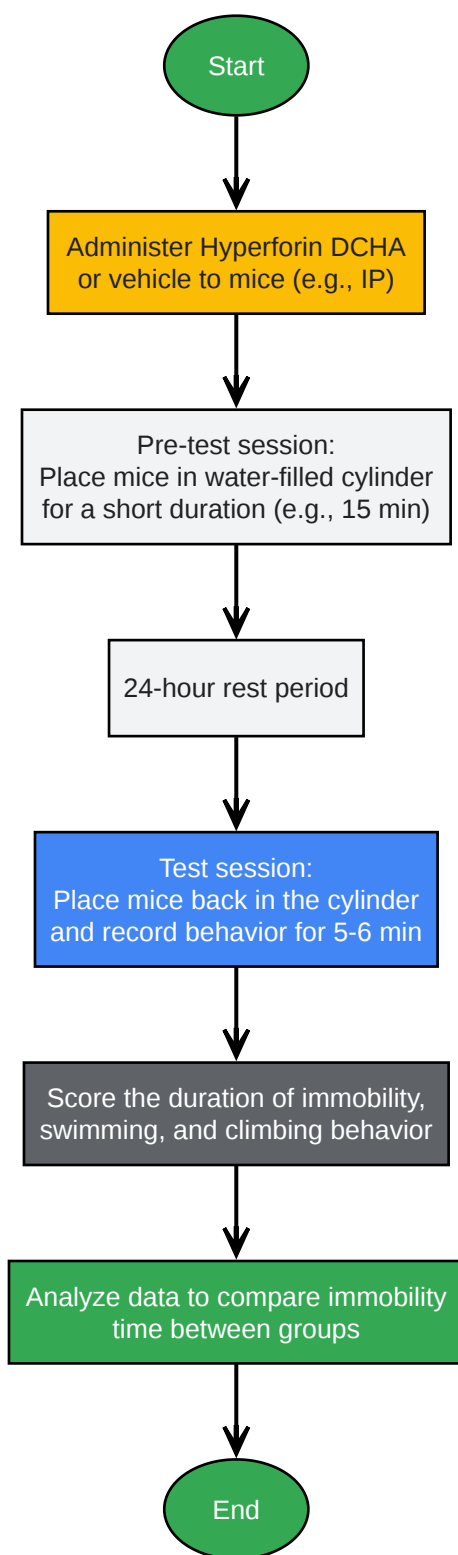 Start
Administer Hyperforin DCHA
or vehicle to mice (e.g., IP)
Pre-test session:
Place mice in water-filled cylinder
for a short duration (e.g., 15 min)
24-hour rest period
Test session:
Place mice back in the cylinder
and record behavior for 5-6 min
Score the duration of immobility,
swimming, and climbing behavior
Analyze data to compare immobility
time between groups
End